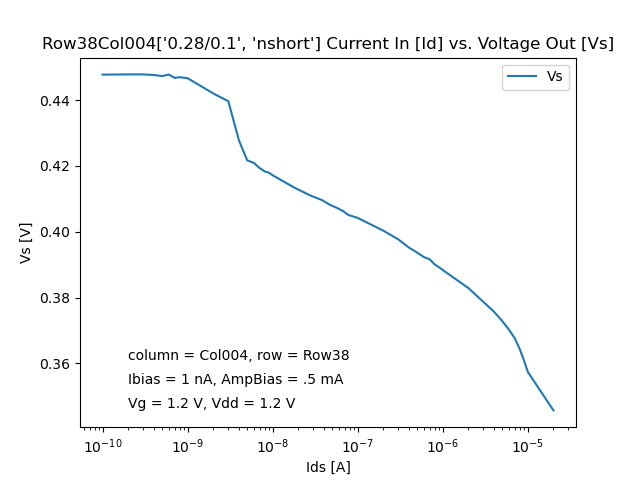 Row38Col004['0.28/0.1', 'nshort'] Current In [Id] vs. Voltage Out [Vs]
Vs
0.44
0.42
0.40
0.38
0.36
Vs [V]
column = Col004, row = Row38
Ibias = 1 nA, AmpBias = .5 mA
Vg = 1.2 V, Vdd = 1.2 V
10⁻¹⁰ 10⁻⁹ 10⁻⁸ 10⁻⁷ 10⁻⁶ 10⁻⁵
Ids [A]